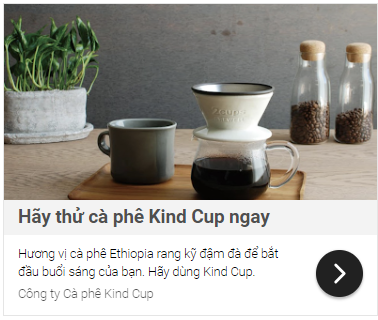 Hãy thử cà phê Kind Cup ngay
Hương vị cà phê Ethiopia rang kỹ đậm đà để bắt
đầu buổi sáng của bạn. Hãy dùng Kind Cup.
Công ty Cà phê Kind Cup